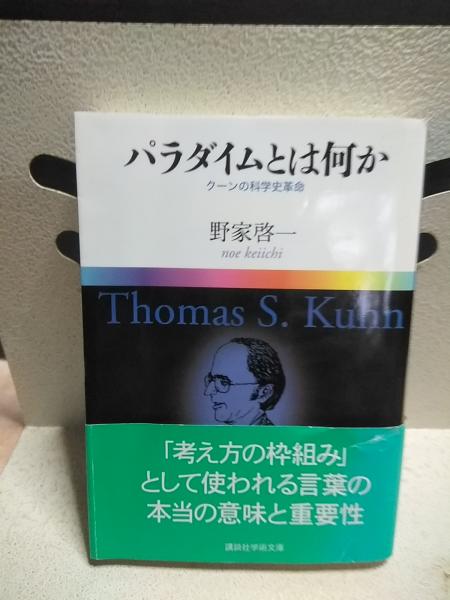 パラダイムとは何か
クーンの科学史革命
野家啓一
noe keiichi
Thomas S. Kuhn
「考え方の枠組み」
として使われる言葉の
本当の意味と重要性
講談社学術文庫